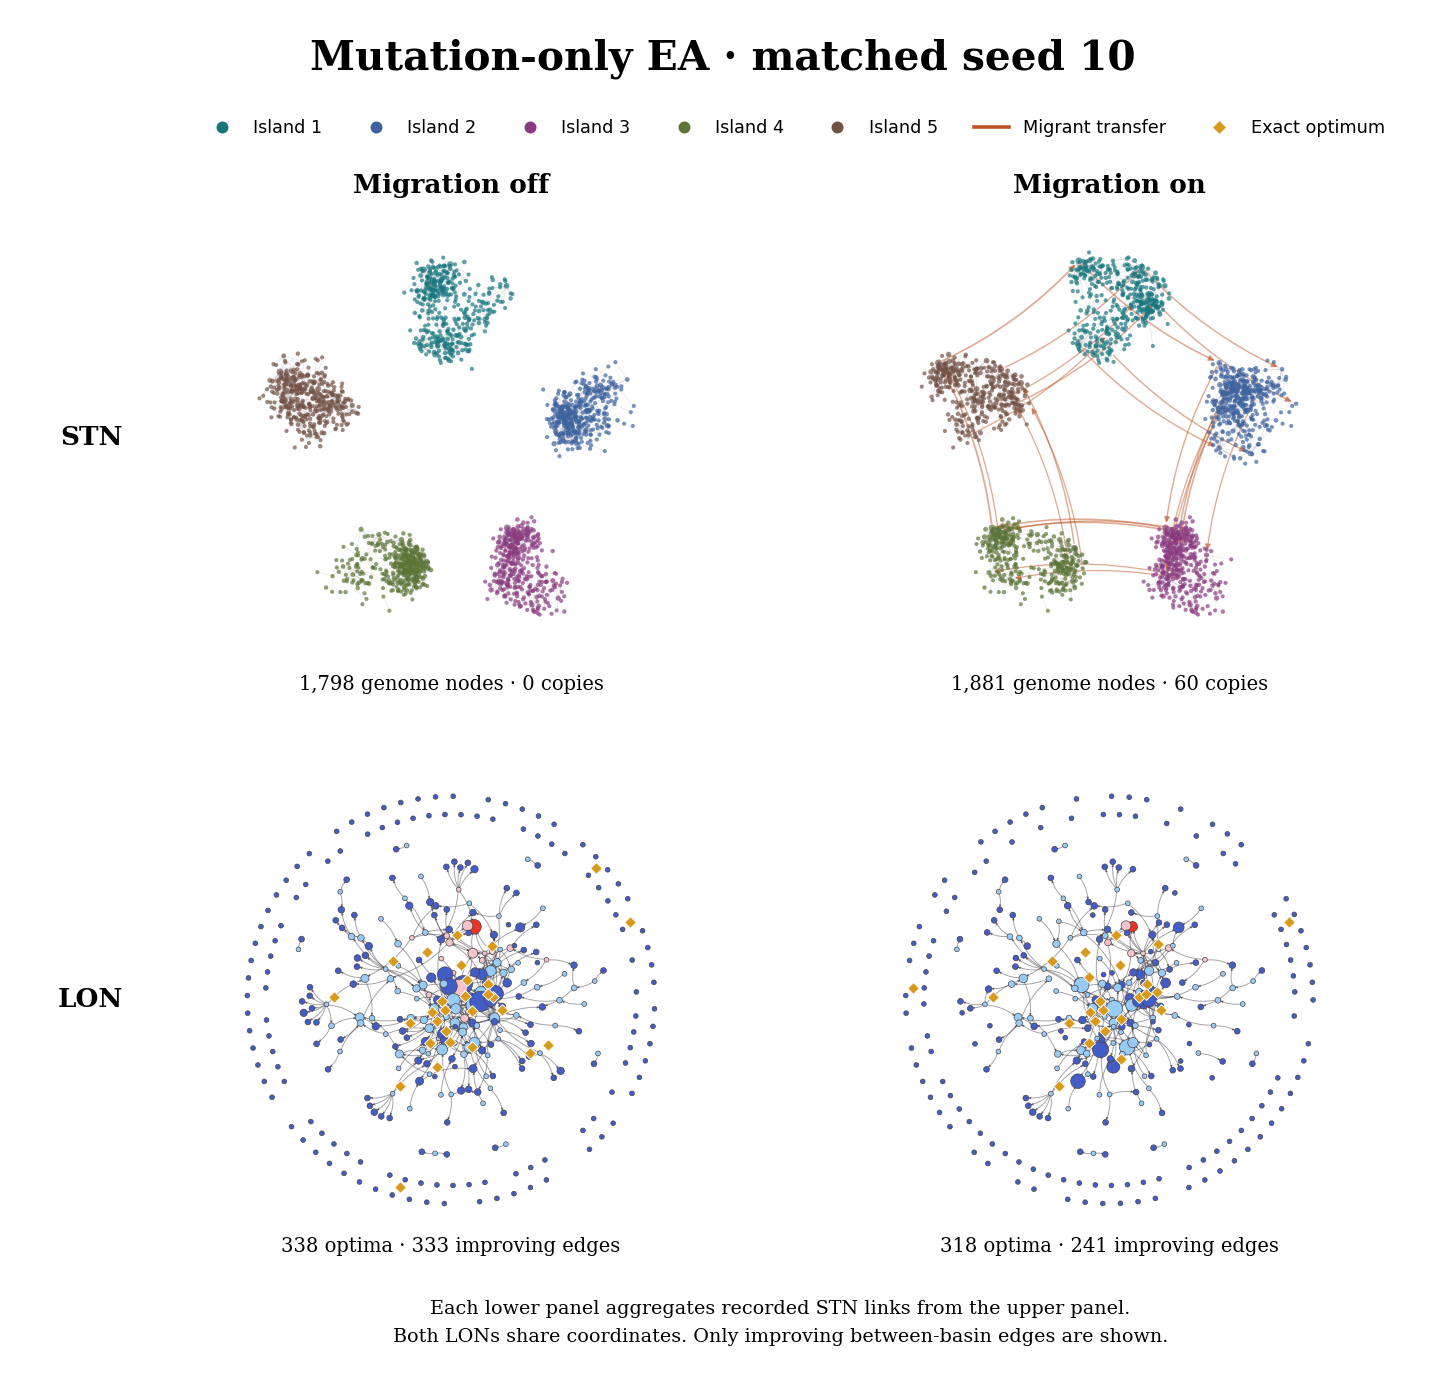 Mutation-only EA · matched seed 10
Island 1 Island 2 Island 3 Island 4 Island 5 Migrant transfer Exact optimum
Migration off Migration on
STN
1,798 genome nodes · 0 copies 1,881 genome nodes · 60 copies
LON
338 optima · 333 improving edges 318 optima · 241 improving edges
Each lower panel aggregates recorded STN links from the upper panel.
Both LONs share coordinates. Only improving between-basin edges are shown.